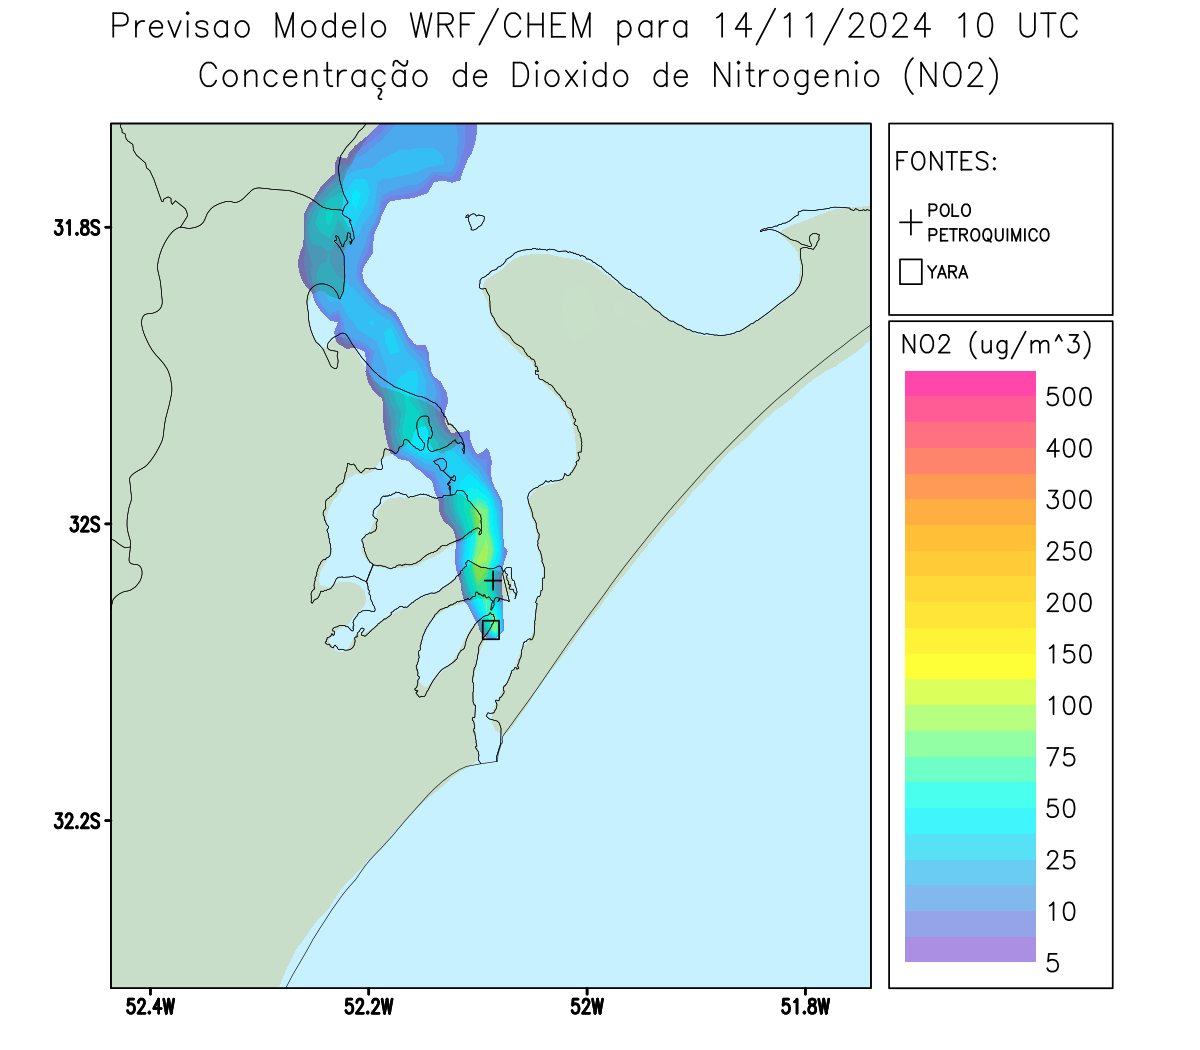 Previsao Modelo WRF/CHEM para 14/11/2024 10 UTC
Concentração de Dioxido de Nitrogenio (NO2)
FONTES:
POLO
PETROQUIMICO
YARA
NO2 (ug/m^3)
500
400
300
250
200
150
100
75
50
25
10
5
31.8S
32S
32.2S
52.4W
52.2W
52W
51.8W